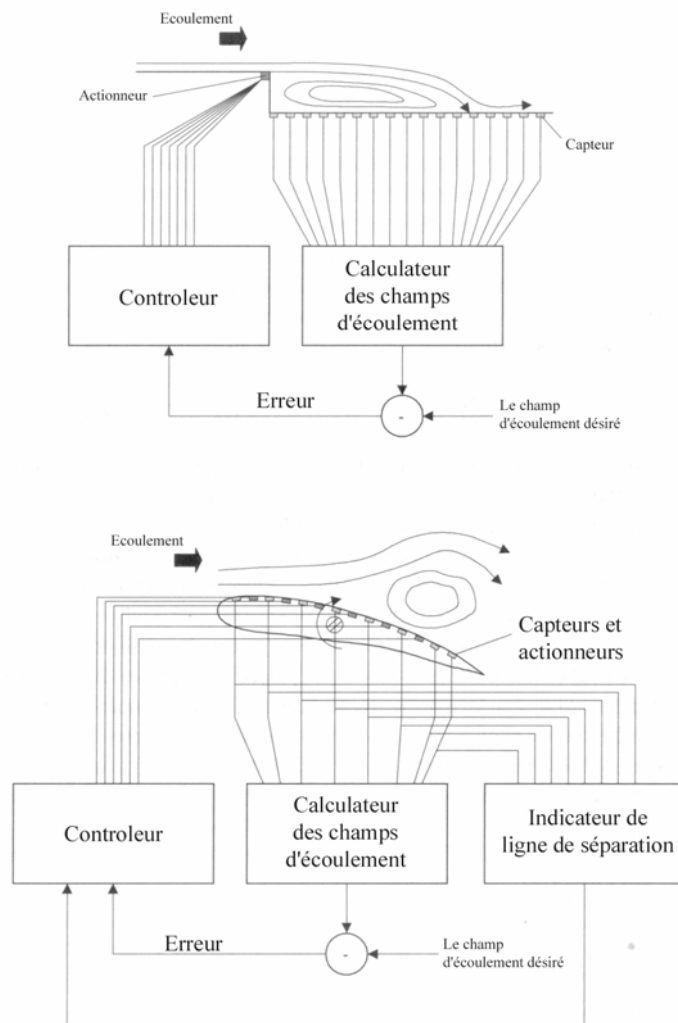 Ecoulement
Actionneur
Capteur
Controleur
Calculateur
des champs
d'écoulement
Erreur
-
Le champ
d'écoulement désiré
Ecoulement
Capteurs et
actionneurs
Controleur
Calculateur
des champs
d'écoulement
Indicateur de
ligne de séparation
Erreur
-
Le champ
d'écoulement désiré